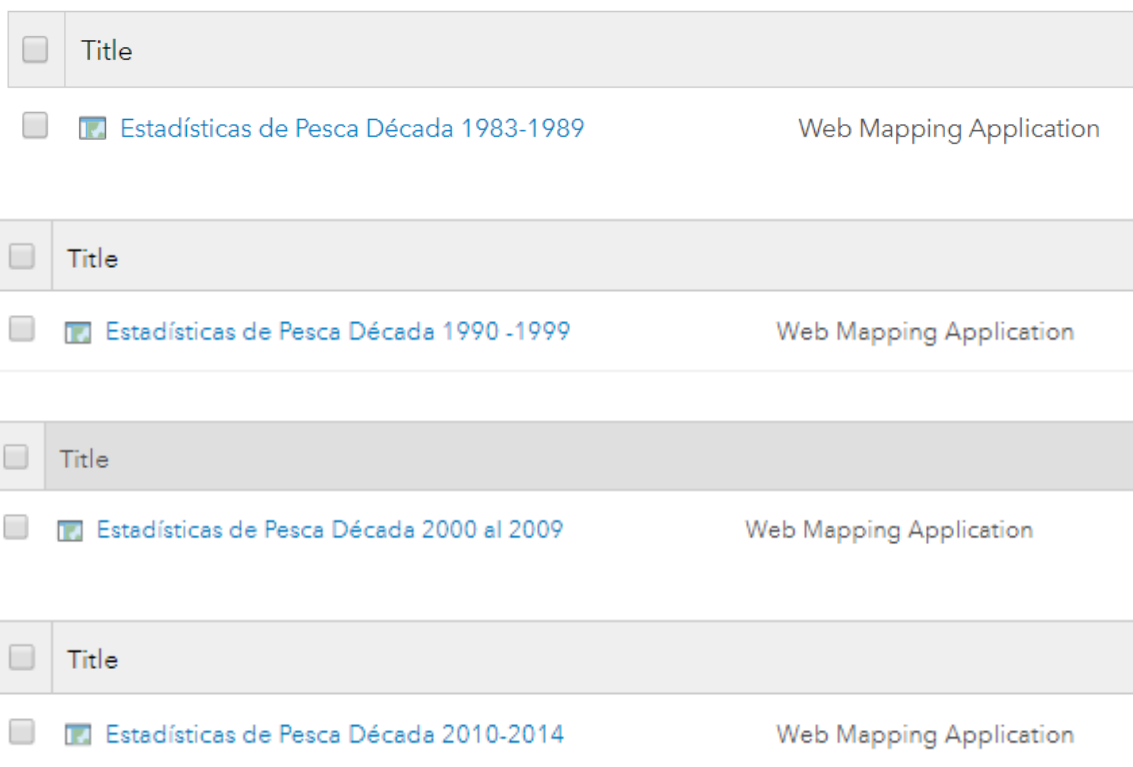 Title
Estadísticas de Pesca Década 1983-1989 Web Mapping Application
Title
Estadísticas de Pesca Década 1990 -1999 Web Mapping Application
Title
Estadísticas de Pesca Década 2000 al 2009 Web Mapping Application
Title
Estadísticas de Pesca Década 2010-2014 Web Mapping Application